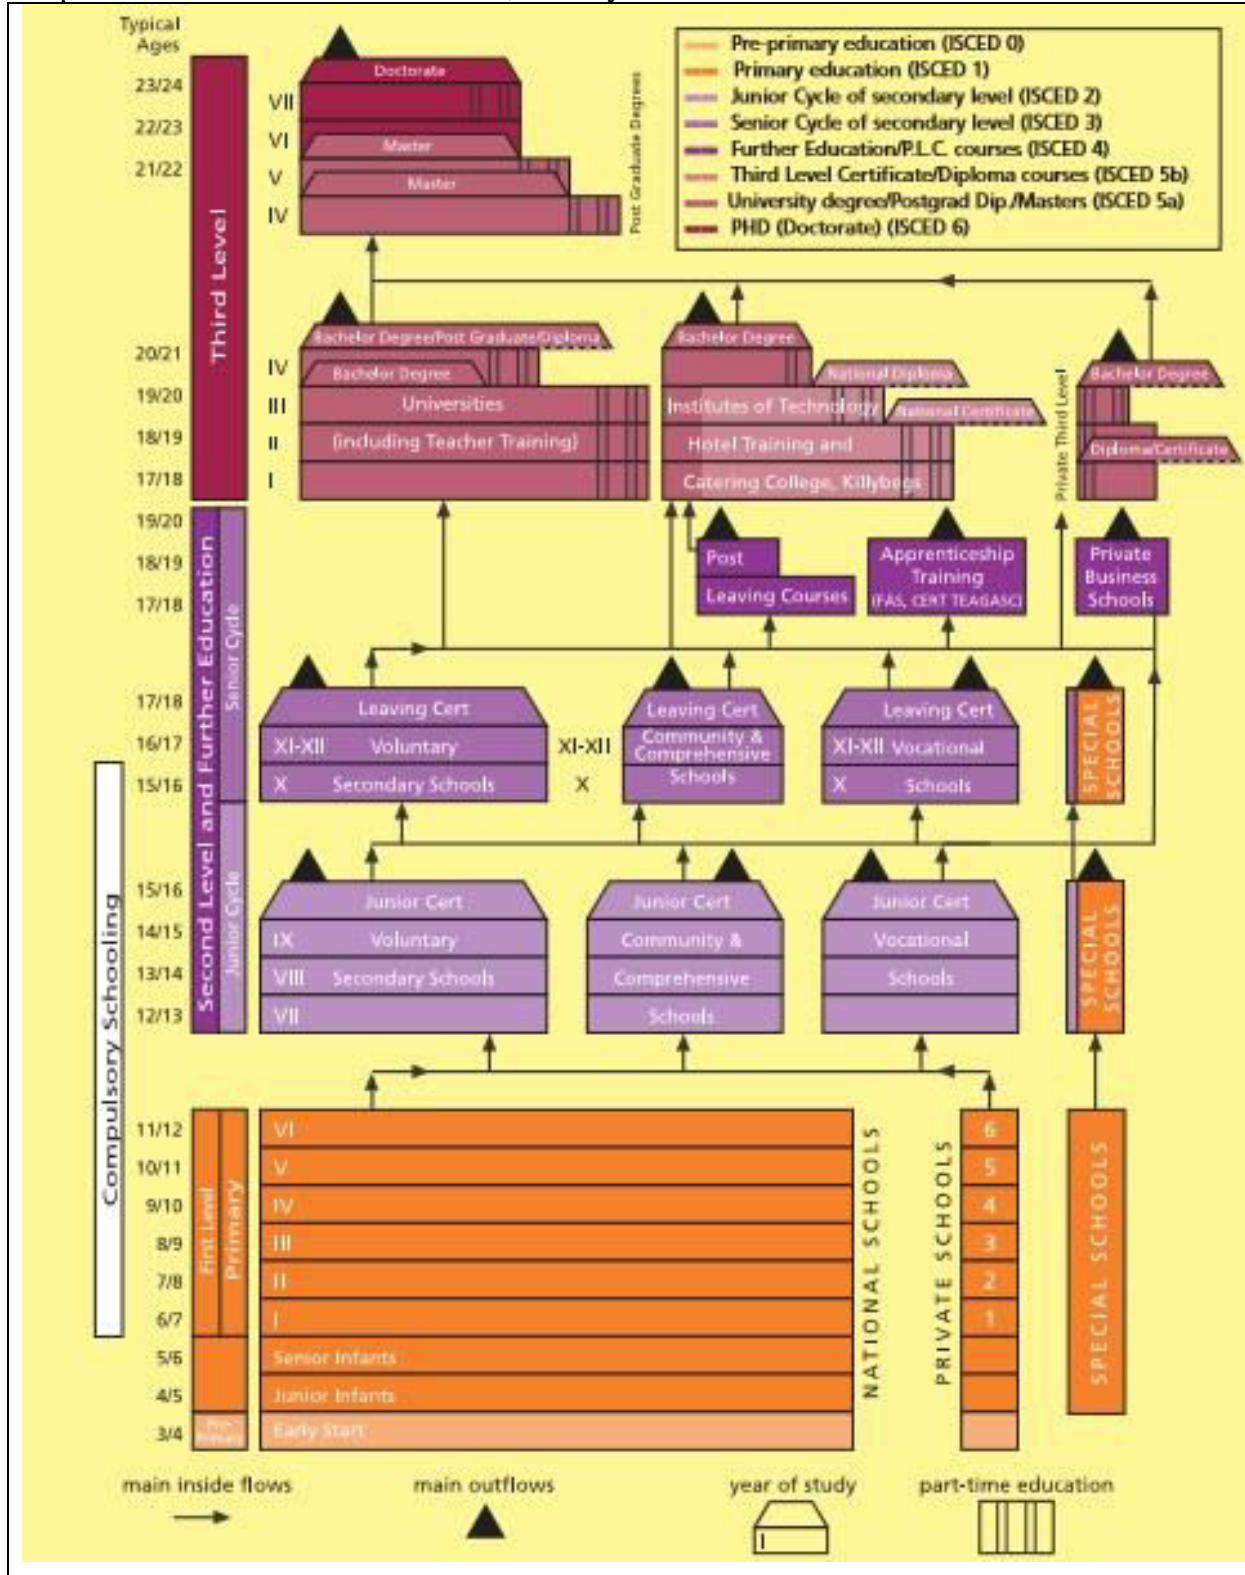 Typical
Ages
23/24
22/23
21/22
20/21
19/20
18/19
17/18
19/20
18/19
17/18
17/18
16/17
15/16
15/16
14/15
13/14
12/13
11/12
10/11
9/10
8/9
7/8
6/7
5/6
4/5
3/4
Compulsory Schooling
Third Level
Second Level and Further Education
Senior Cycle
Junior Cycle
First Level
Primary
Pre-primary education (ISCED 0)
Primary education (ISCED 1)
Junior Cycle of secondary level (ISCED 2)
Senior Cycle of secondary level (ISCED 3)
Further Education/P.L.C. courses (ISCED 4)
Third Level Certificate/Diploma courses (ISCED 5b)
University degree/Postgrad Dip./Masters (ISCED 5a)
PHD (Doctorate) (ISCED 6)
Doctorate
VII
VI
Master
V
Master
IV
Post Graduate Degrees
Bachelor Degree/Post Graduate/Diploma
IV
Bachelor Degree
III
Universities
II
(including Teacher Training)
I
Bachelor Degree
National Diploma
Institutes of Technology
National Certificate
Hotel Training and
Catering College, Killybegs
Private Third Level
Bachelor Degree
Diploma/Certificate
Post
Leaving Courses
Apprenticeship
Training
(FAS, CERT TEAGASC)
Private
Business
Schools
Leaving Cert
XI-XII Voluntary
X Secondary Schools
Leaving Cert
XI-XII Community &
Comprehensive
X Schools
Leaving Cert
XI-XII Vocational
X Schools
SPECIAL
SCHOOLS
Junior Cert
IX Voluntary
VIII Secondary Schools
VII
Junior Cert
Community &
Comprehensive
Schools
Junior Cert
Vocational
Schools
SPECIAL
SCHOOLS
VI
V
IV
III
II
I
Senior Infants
Junior Infants
Early Start
NATIONAL SCHOOLS
PRIVATE SCHOOLS
6
5
4
3
2
1
SPECIAL SCHOOLS
main inside flows
main outflows
year of study
I
part-time education